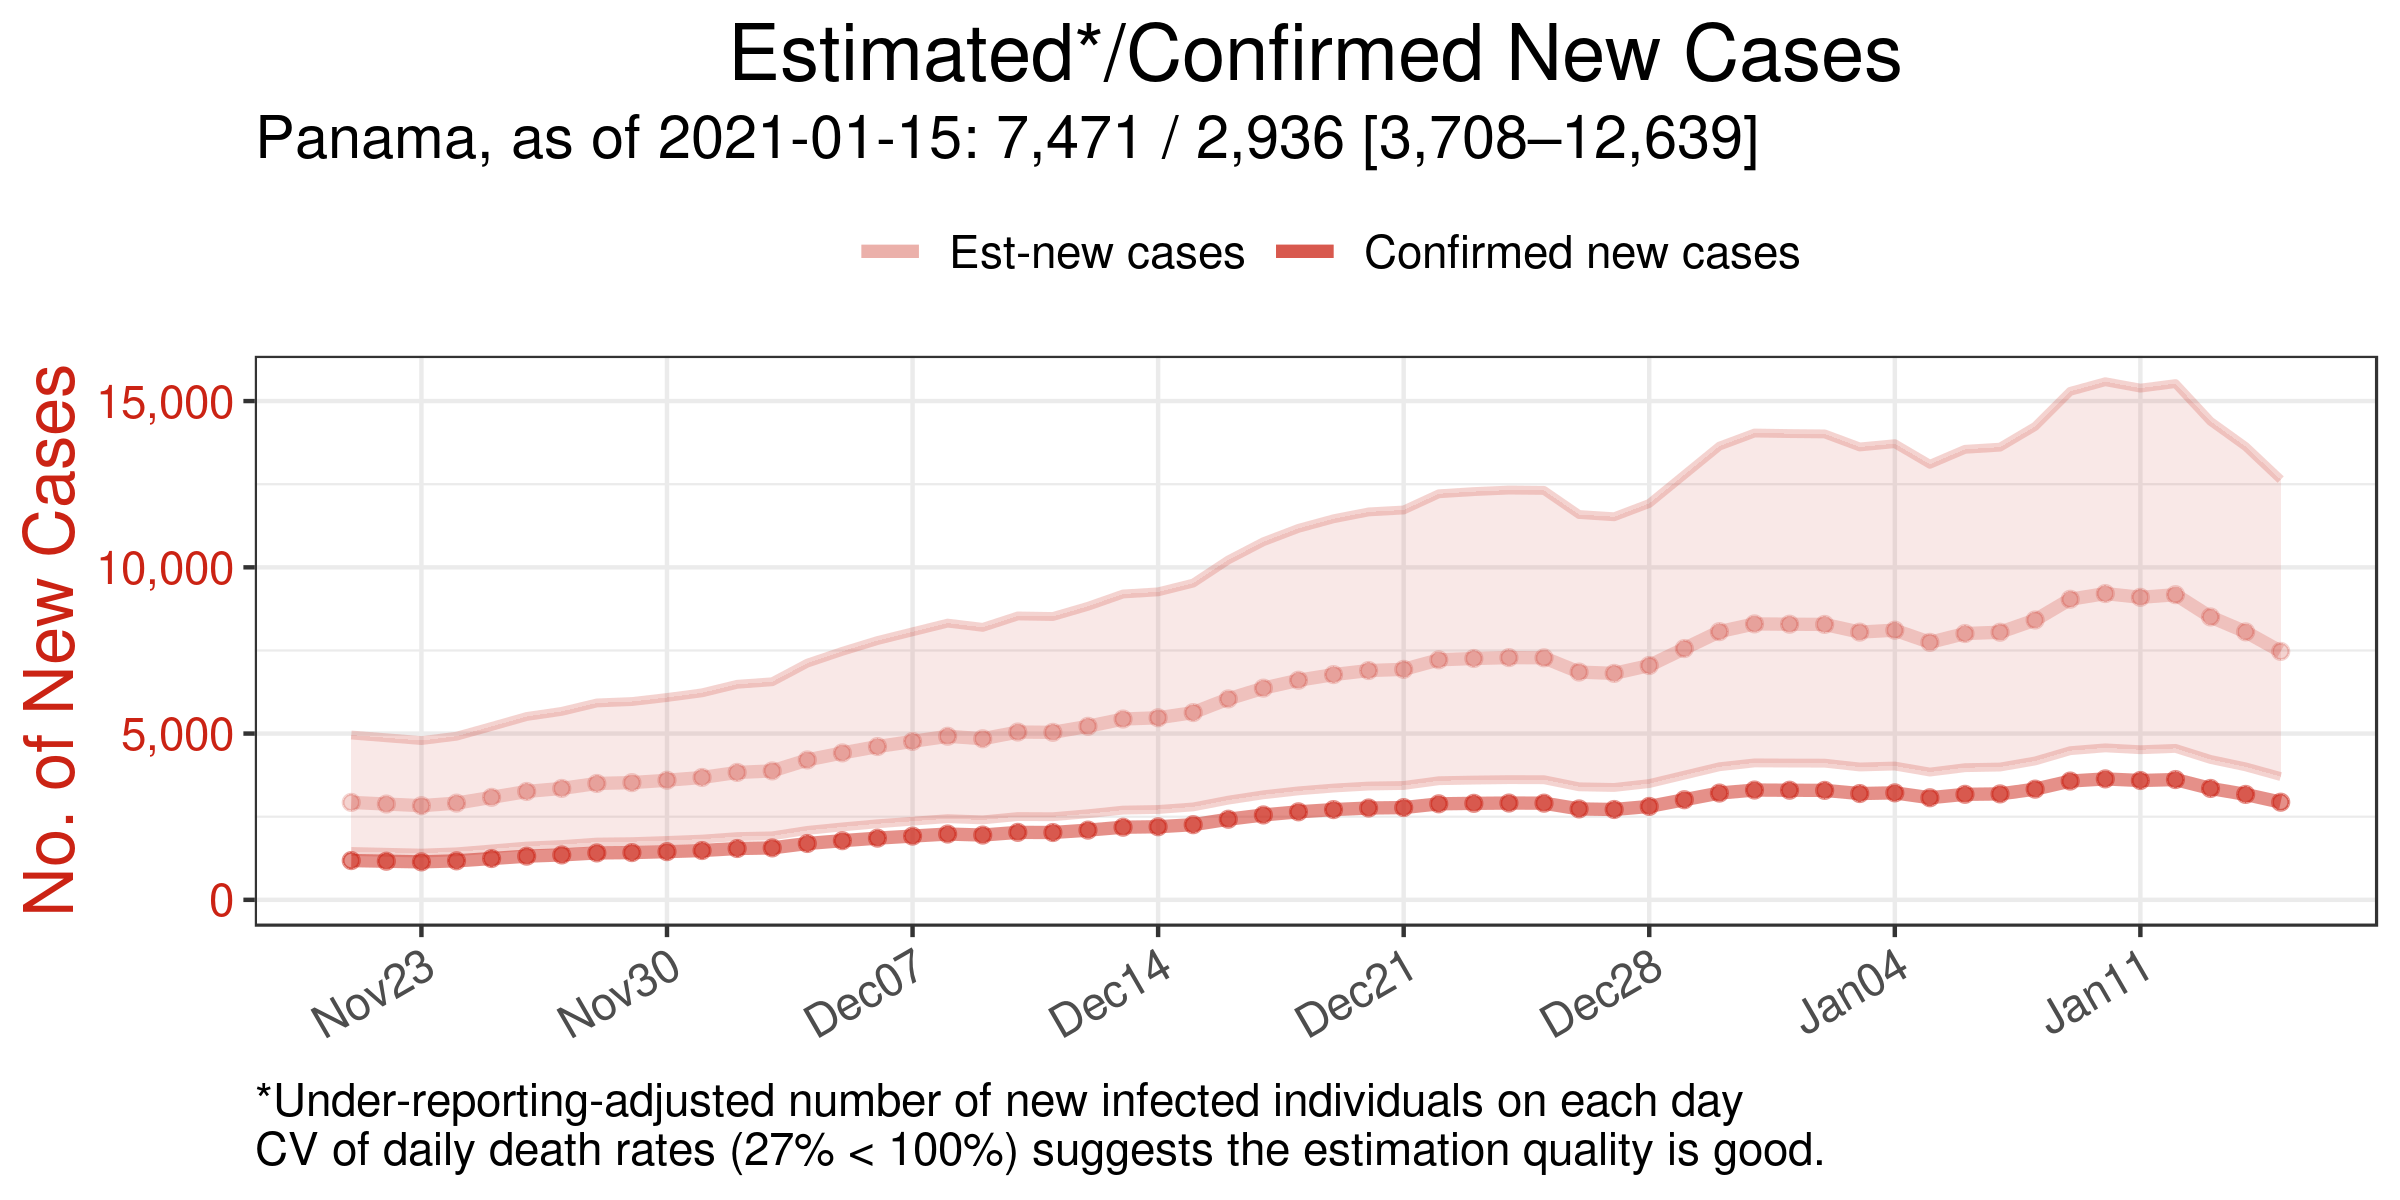 Estimated*/Confirmed New Cases
Panama, as of 2021-01-15: 7,471 / 2,936 [3,708–12,639]
Est-new cases
Confirmed new cases
No. of New Cases
15,000
10,000
5,000
0
Nov23
Nov30
Dec07
Dec14
Dec21
Dec28
Jan04
Jan11
*Under-reporting-adjusted number of new infected individuals on each day
CV of daily death rates (27% < 100%) suggests the estimation quality is good.